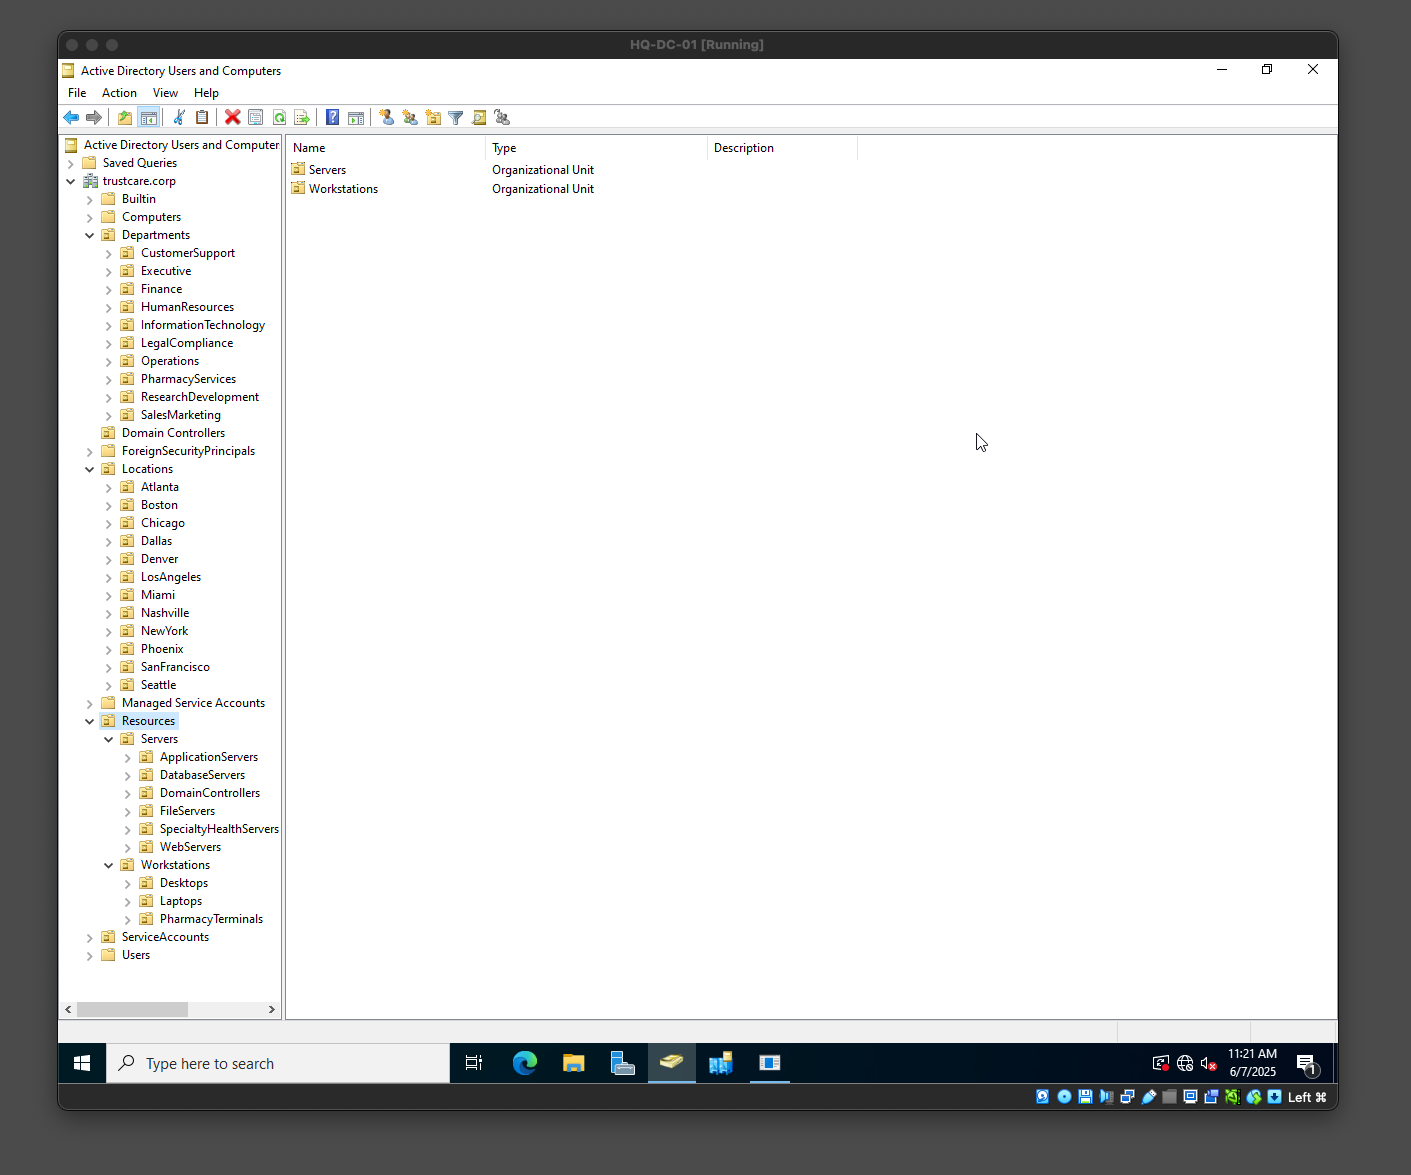 HQ-DC-01 [Running]
Active Directory Users and Computers
File Action View Help
Active Directory Users and Computer
Saved Queries
trustcare.corp
Builtin
Computers
Departments
CustomerSupport
Executive
Finance
HumanResources
InformationTechnology
LegalCompliance
Operations
PharmacyServices
ResearchDevelopment
SalesMarketing
Domain Controllers
ForeignSecurityPrincipals
Locations
Atlanta
Boston
Chicago
Dallas
Denver
LosAngeles
Miami
Nashville
NewYork
Phoenix
SanFrancisco
Seattle
Managed Service Accounts
Resources
Servers
ApplicationServers
DatabaseServers
DomainControllers
FileServers
SpecialtyHealthServers
WebServers
Workstations
Desktops
Laptops
PharmacyTerminals
ServiceAccounts
Users
Name Type Description
Servers Organizational Unit
Workstations Organizational Unit
Type here to search
11:21 AM
6/7/2025
1
Left ⌘